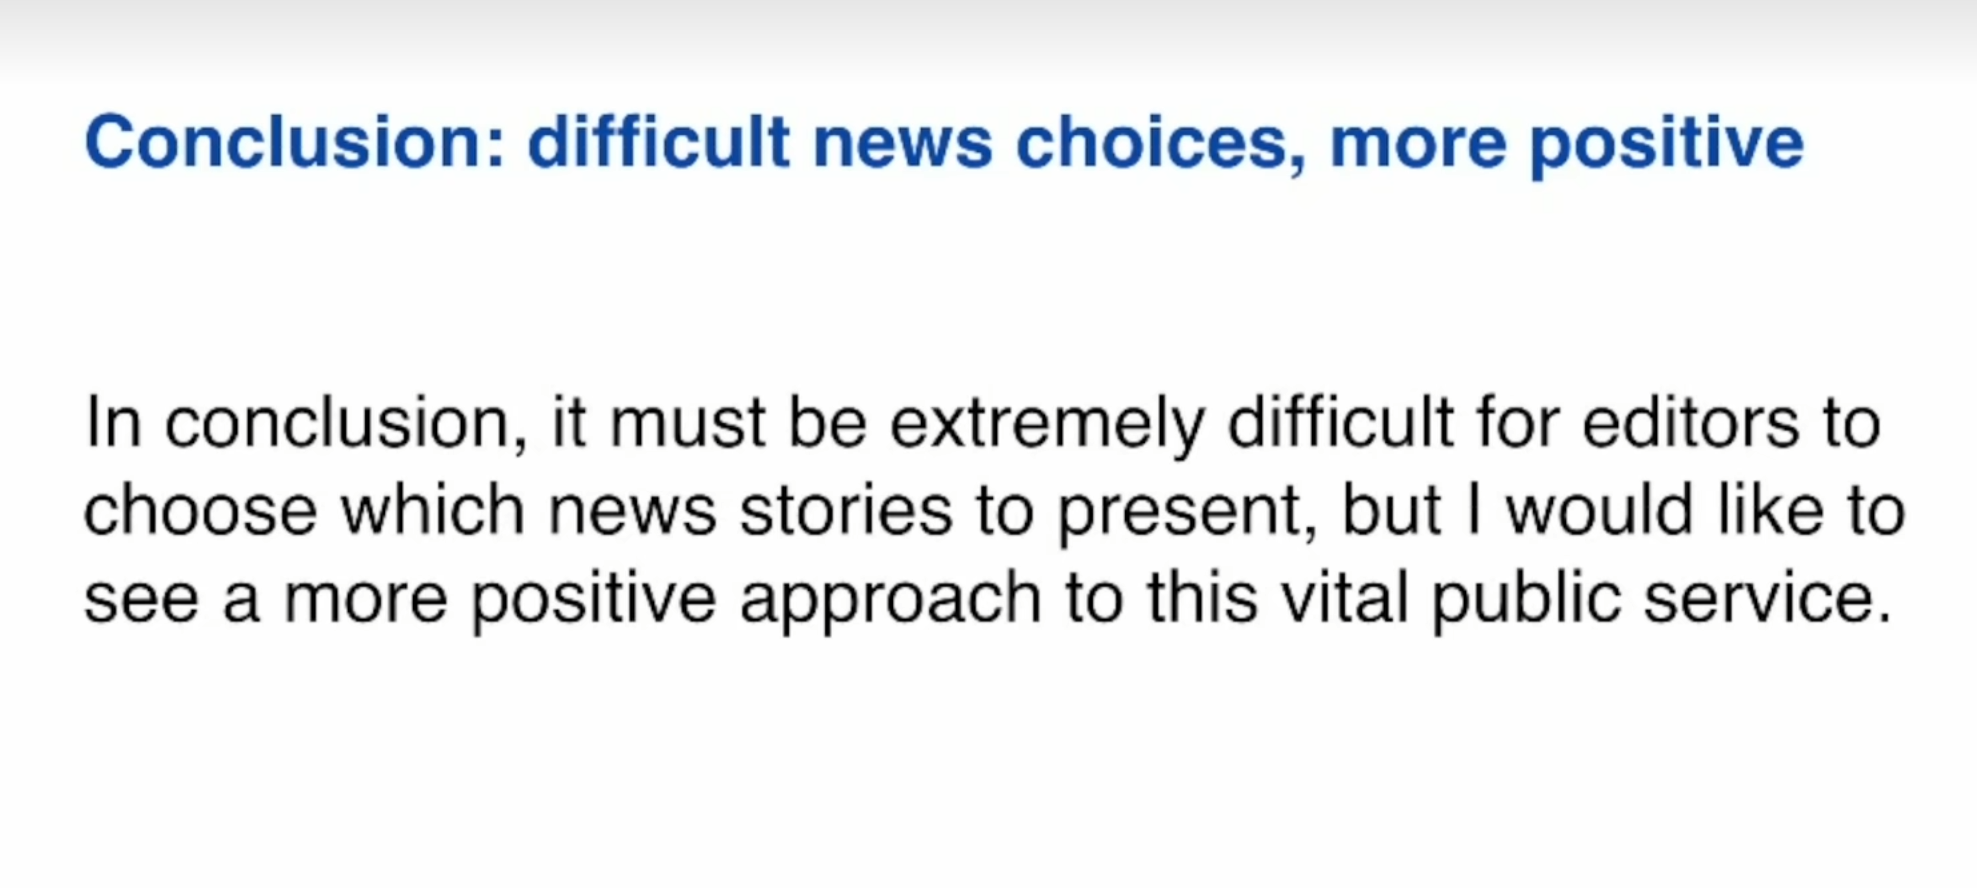 Conclusion: difficult news choices, more positive
In conclusion, it must be extremely difficult for editors to
choose which news stories to present, but I would like to
see a more positive approach to this vital public service.